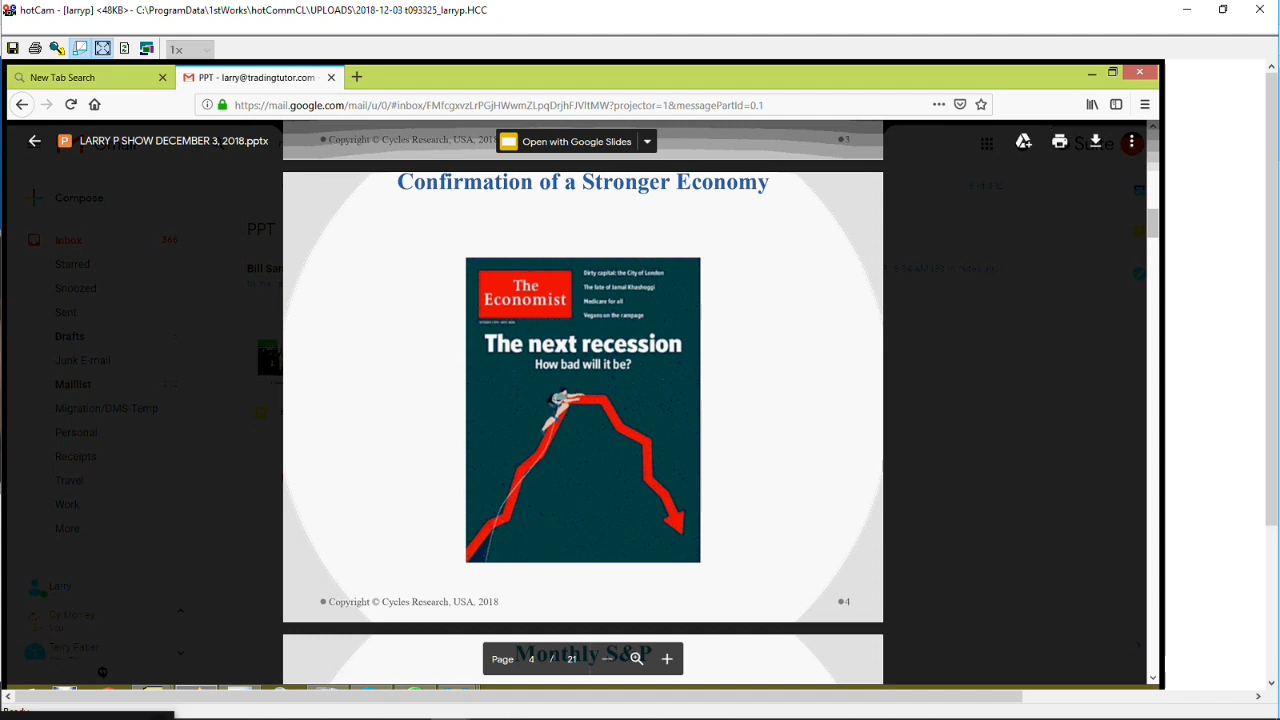 hotCam - [larryp] <48KB> - C:\ProgramData\1stWorks\hotCommCL\UPLOADS\2018-12-03 t093325_larryp.HCC
1x
New Tab Search
PPT - larry@tradingtutor.com
https://mail.google.com/mail/u/0/#inbox/FMfcgxvzLrPGjHWwmZLpqDrjhFJVltMW?projector=1&messagePartId=0.1
LARRY P SHOW DECEMBER 3, 2018.pptx
Copyright © Cycles Research, USA, 2018
Open with Google Slides
3
Compose
Inbox
Starred
Snoozed
Sent
Drafts
Junk E-mail
Maillist
Migration/DMS-Temp
Personal
Receipts
Travel
Work
More
Larry
PPT
Confirmation of a Stronger Economy
The
Economist
Dirty capital: the City of London
The fate of Jamal Khashoggi
Medicare for all
Vegans on the rampage
The next recession
How bad will it be?
Copyright © Cycles Research, USA, 2018
4
Monthly S&P
Page 4 / 21